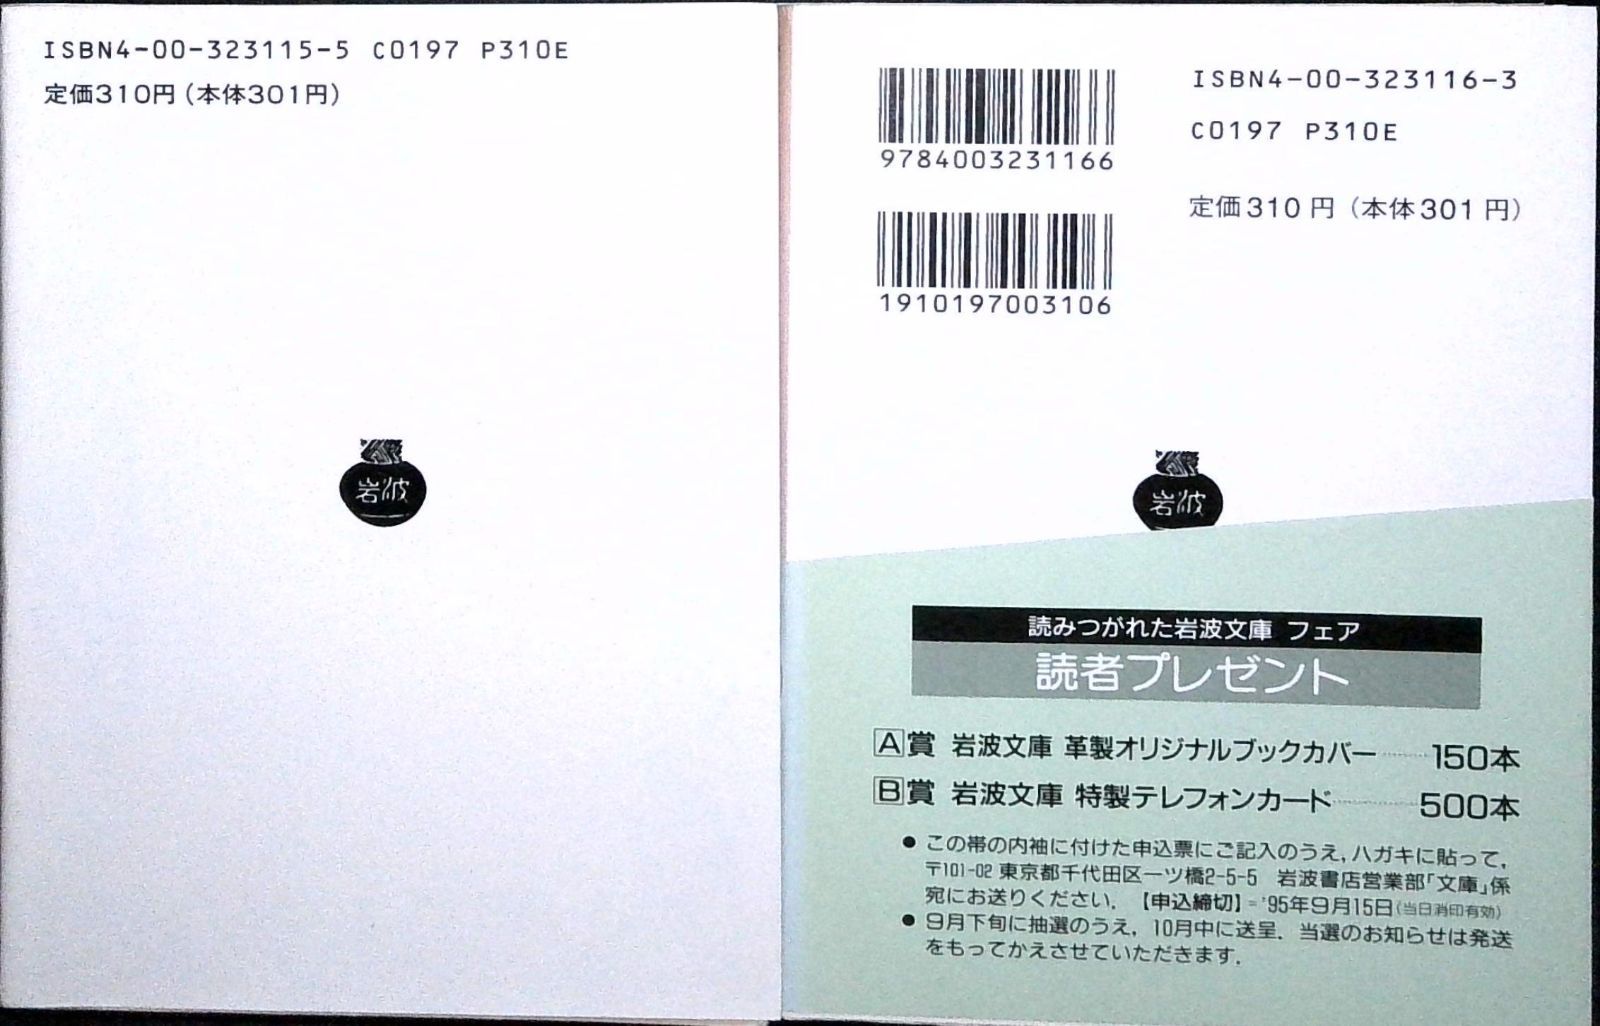 ISBN4-00-323115-5 C0197 P310E
定価310円(本体301円)
岩波
9784003231166
1910197003106
ISBN4-00-323116-3
C0197 P310E
定価310円(本体301円)
岩波
読みつがれた岩波文庫 フェア
読者プレゼント
A賞 岩波文庫 革製オリジナルブックカバー……150本
B賞 岩波文庫 特製テレフォンカード……500本
● この帯の内袖に付けた申込票にご記入のうえ,ハガキに貼って,
〒101-02 東京都千代田区一ツ橋2-5-5 岩波書店営業部「文庫」係
宛にお送りください.【申込締切】='95年9月15日(当日消印有効)
● 9月下旬に抽選のうえ, 10月中に送呈. 当選のお知らせは発送
をもってかえさせていただきます.